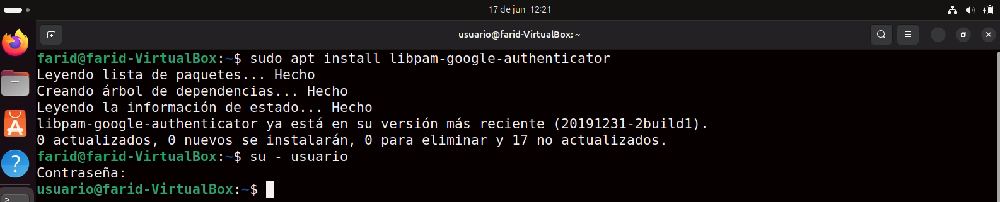 17 de jun 12:21
usuario@farid-VirtualBox: ~
farid@farid-VirtualBox:~$ sudo apt install libpam-google-authenticator
Leyendo lista de paquetes... Hecho
Creando árbol de dependencias... Hecho
Leyendo la información de estado... Hecho
libpam-google-authenticator ya está en su versión más reciente (20191231-2build1).
0 actualizados, 0 nuevos se instalarán, 0 para eliminar y 17 no actualizados.
farid@farid-VirtualBox:~$ su - usuario
Contraseña:
usuario@farid-VirtualBox:~$